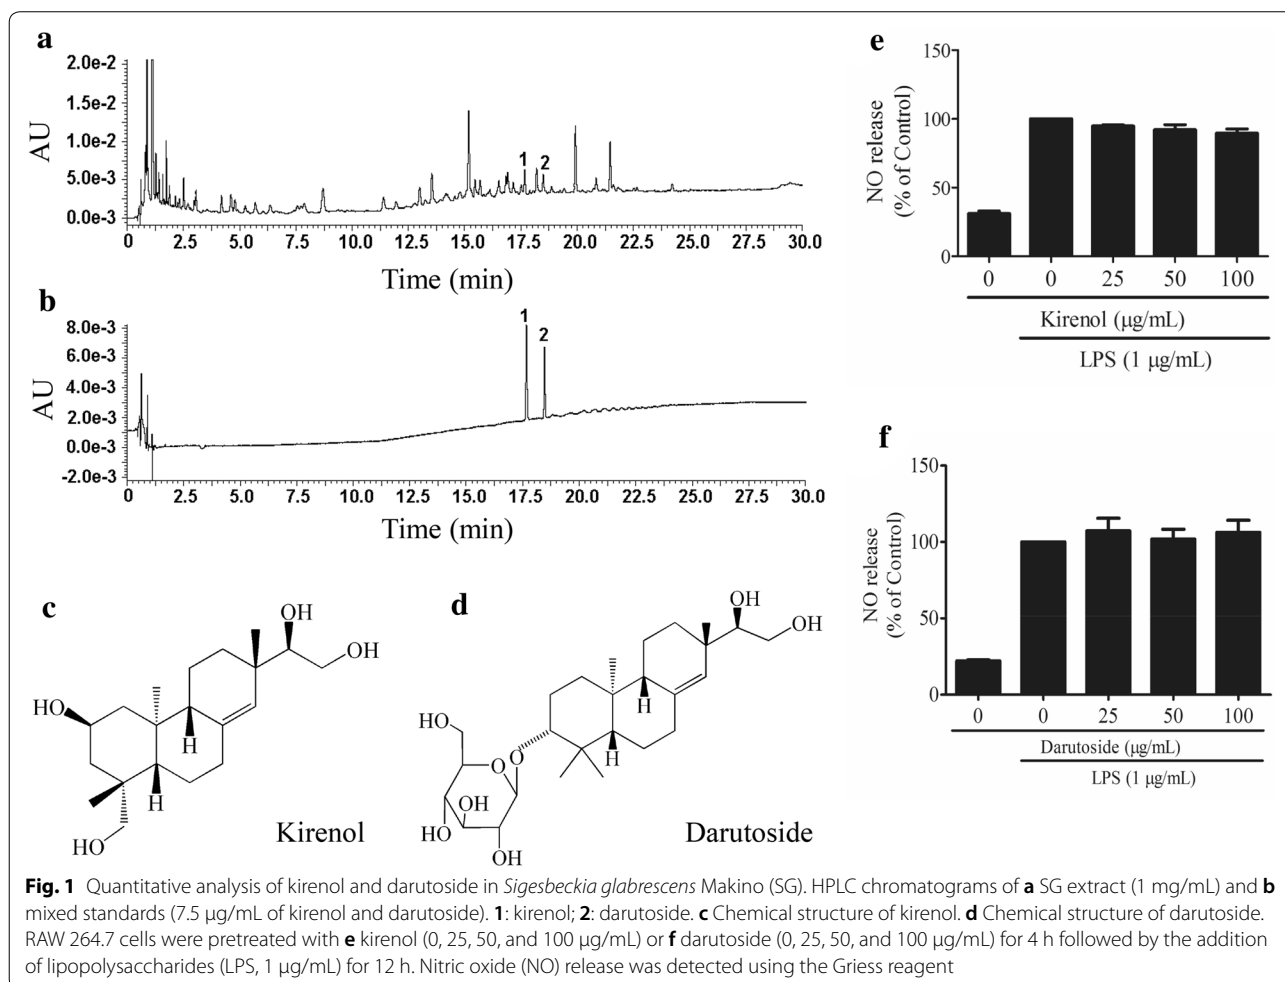 a
2.0e-2
1.5e-2
1.0e-2
5.0e-3
0.0e-3
AU
1
2
0 2.5 5.0 7.5 10.0 12.5 15.0 17.5 20.0 22.5 25.0 27.5 30.0
Time (min)
b
8.0e-3
6.0e-3
4.0e-3
2.0e-3
0.0e-3
-2.0e-3
AU
1
2
0 2.5 5.0 7.5 10.0 12.5 15.0 17.5 20.0 22.5 25.0 27.5 30.0
Time (min)
c
OH
OH
HO
H
H
HO
Kirenol
d
OH
OH
H
H
HO
O
O
OH
HO
OH
Darutoside
e
150
100
50
0
NO release
(% of Control)
0 0 25 50 100
Kirenol (μg/mL)
LPS (1 μg/mL)
f
150
100
50
0
NO release
(% of Control)
0 0 25 50 100
Darutoside (μg/mL)
LPS (1 μg/mL)
Fig. 1 Quantitative analysis of kirenol and darutoside in Sigesbeckia glabrescens Makino (SG). HPLC chromatograms of a SG extract (1 mg/mL) and b
mixed standards (7.5 μg/mL of kirenol and darutoside). 1: kirenol; 2: darutoside. c Chemical structure of kirenol. d Chemical structure of darutoside.
RAW 264.7 cells were pretreated with e kirenol (0, 25, 50, and 100 μg/mL) or f darutoside (0, 25, 50, and 100 μg/mL) for 4 h followed by the addition
of lipopolysaccharides (LPS, 1 μg/mL) for 12 h. Nitric oxide (NO) release was detected using the Griess reagent